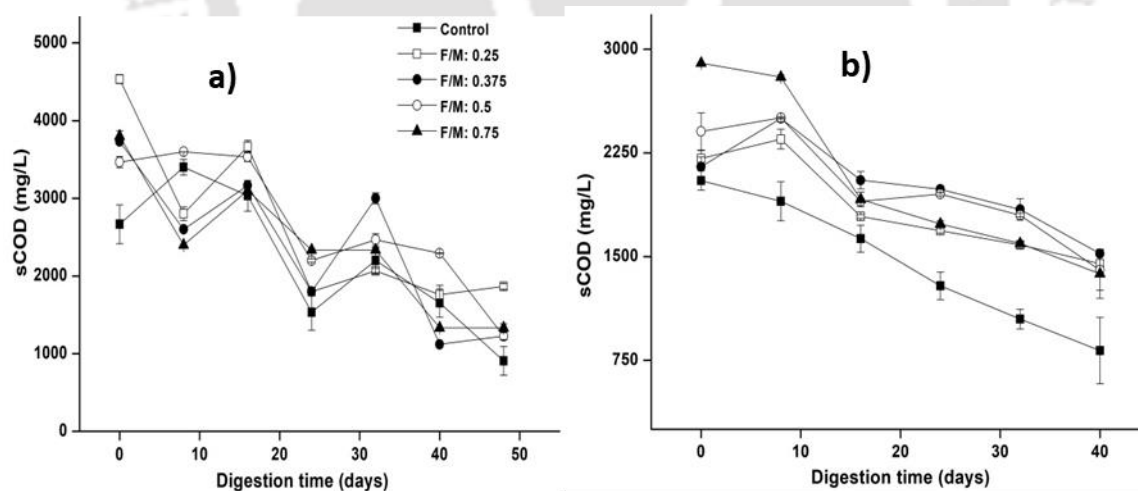 a)
Control
F/M: 0.25
F/M: 0.375
F/M: 0.5
F/M: 0.75
5000
4000
3000
2000
1000
0
sCOD (mg/L)
0 10 20 30 40 50
Digestion time (days)
b)
3000
2250
1500
750
sCOD (mg/L)
0 10 20 30 40
Digestion time (days)